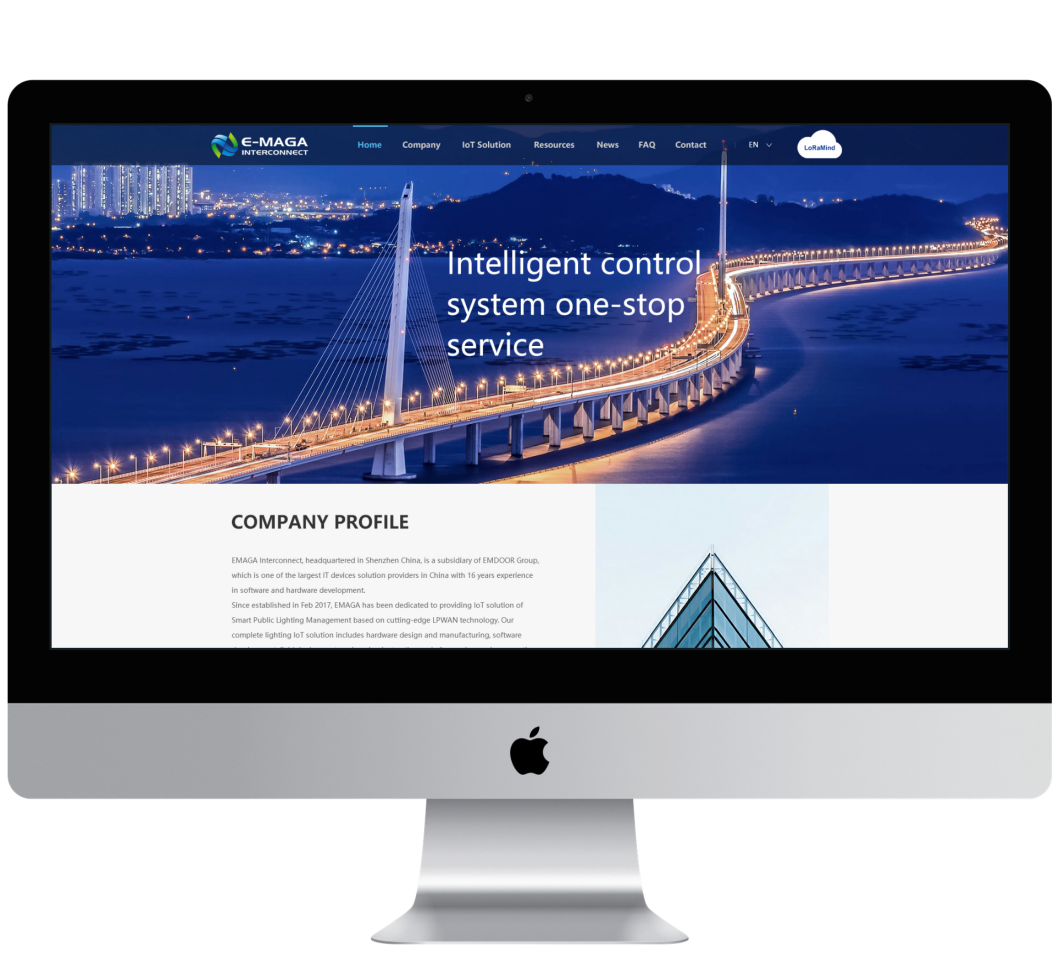 E-MAGA
INTERCONNECT
Home Company IoT Solution Resources News FAQ Contact EN LoRaMind
Intelligent control
system one-stop
service
COMPANY PROFILE
EMAGA Interconnect, headquartered in Shenzhen China, is a subsidiary of EMDOOR Group,
which is one of the largest IT devices solution providers in China with 16 years experience
in software and hardware development.
Since established in Feb 2017, EMAGA has been dedicated to providing IoT solution of
Smart Public Lighting Management based on cutting-edge LPWAN technology. Our
complete lighting IoT solution includes hardware design and manufacturing, software